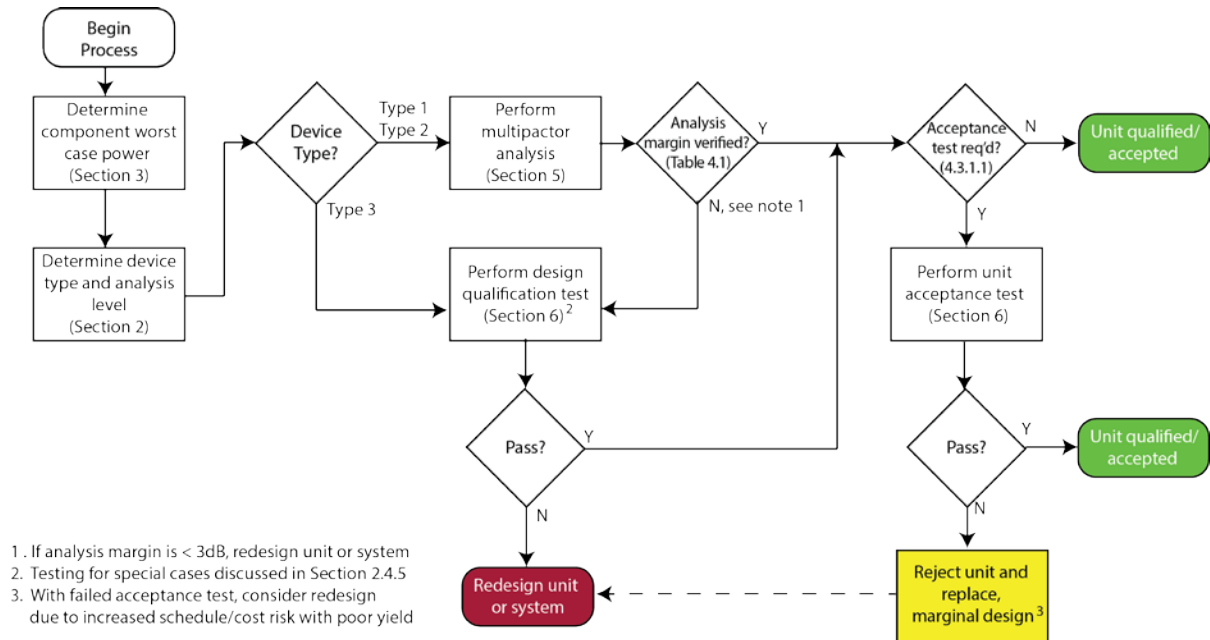 Begin
Process
Determine
component worst
case power
(Section 3)
Determine device
type and analysis
level
(Section 2)
Device
Type?
Type 1
Type 2
Type 3
Perform
multipactor
analysis
(Section 5)
Analysis
margin verified?
(Table 4.1)
Y
N, see note 1
Perform design
qualification test
(Section 6)2
Pass?
Y
N
Redesign unit
or system
Acceptance
test req'd?
(4.3.1.1)
N
Unit qualified/
accepted
Y
Perform unit
acceptance test
(Section 6)
Pass?
Y
Unit qualified/
accepted
N
Reject unit and
replace,
marginal design3
1 . If analysis margin is < 3dB, redesign unit or system
2. Testing for special cases discussed in Section 2.4.5
3. With failed acceptance test, consider redesign
due to increased schedule/cost risk with poor yield